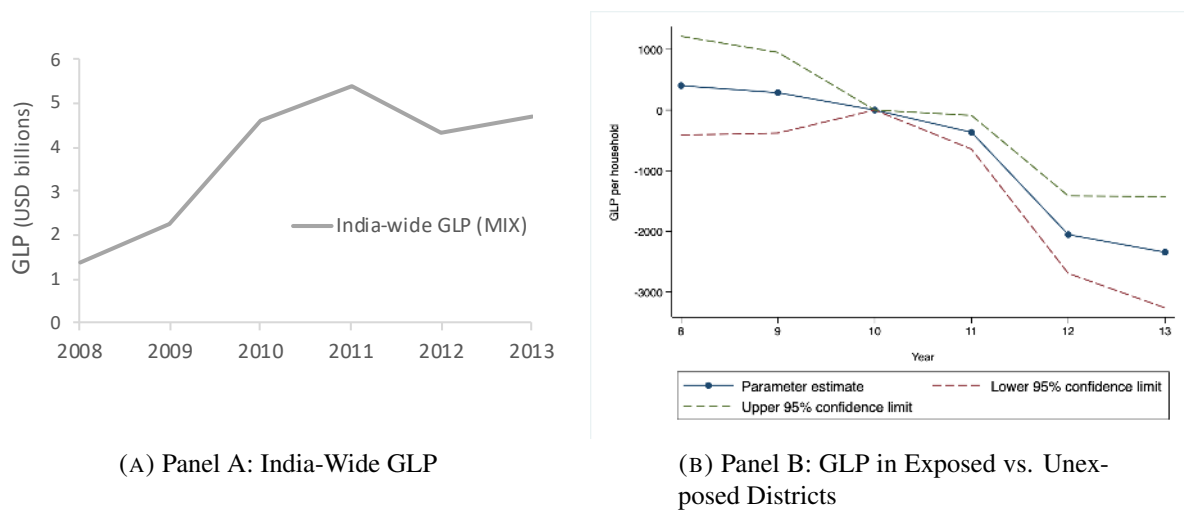 6
5
4
3
2
1
0
GLP (USD billions)
India-wide GLP (MIX)
2008 2009 2010 2011 2012 2013
(A) Panel A: India-Wide GLP
1000
0
-1000
-2000
-3000
GLP per household
8 9 10 11 12 13
Year
Parameter estimate Lower 95% confidence limit
Upper 95% confidence limit
(B) Panel B: GLP in Exposed vs. Unex-
posed Districts